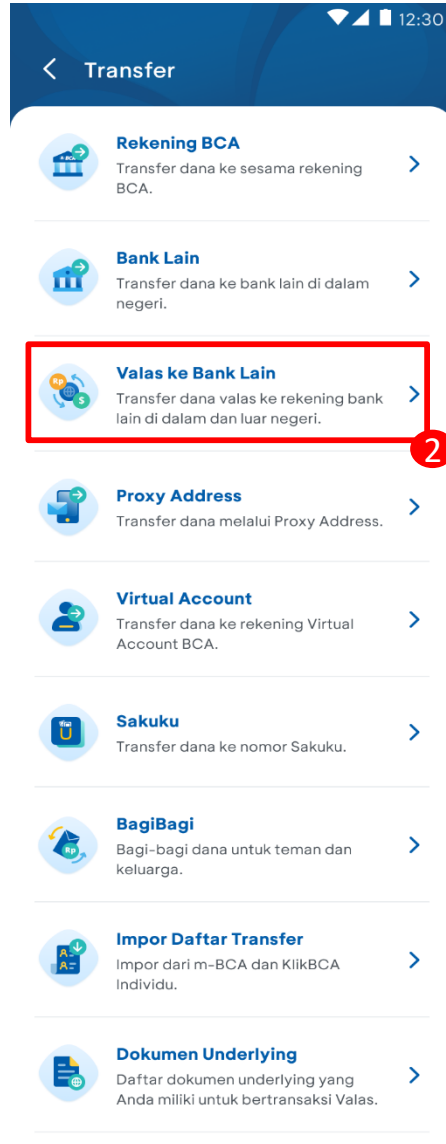 12:30
Transfer
Rekening BCA
Transfer dana ke sesama rekening
BCA.
Bank Lain
Transfer dana ke bank lain di dalam
negeri.
Valas ke Bank Lain
Transfer dana valas ke rekening bank
lain di dalam dan luar negeri.
2
Proxy Address
Transfer dana melalui Proxy Address.
Virtual Account
Transfer dana ke rekening Virtual
Account BCA.
Sakuku
Transfer dana ke nomor Sakuku.
BagiBagi
Bagi-bagi dana untuk teman dan
keluarga.
Impor Daftar Transfer
Impor dari m-BCA dan KlikBCA
Individu.
Dokumen Underlying
Daftar dokumen underlying yang
Anda miliki untuk bertransaksi Valas.